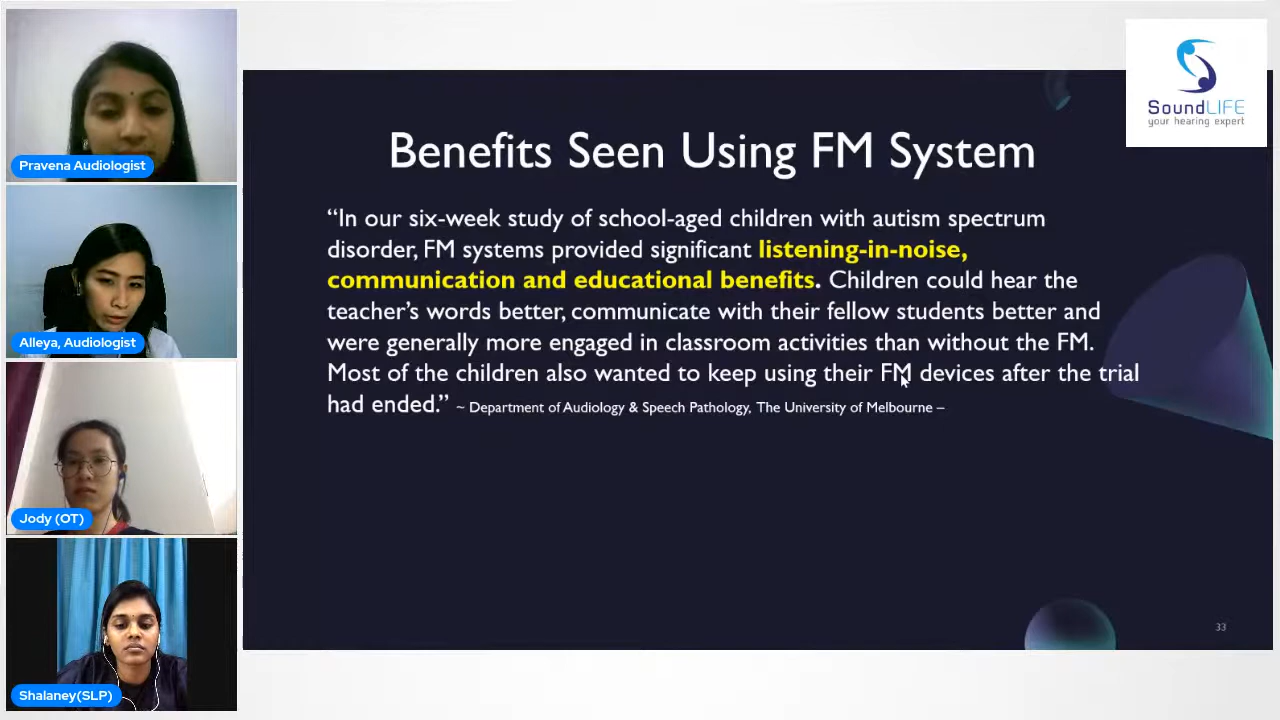 Pravena Audiologist
Alleya, Audiologist
Jody (OT)
Shalaney(SLP)
SoundLIFE
your hearing expert
Benefits Seen Using FM System
“In our six-week study of school-aged children with autism spectrum
disorder, FM systems provided significant listening-in-noise,
communication and educational benefits. Children could hear the
teacher’s words better, communicate with their fellow students better and
were generally more engaged in classroom activities than without the FM.
Most of the children also wanted to keep using their FM devices after the trial
had ended.” ~ Department of Audiology & Speech Pathology, The University of Melbourne –
33